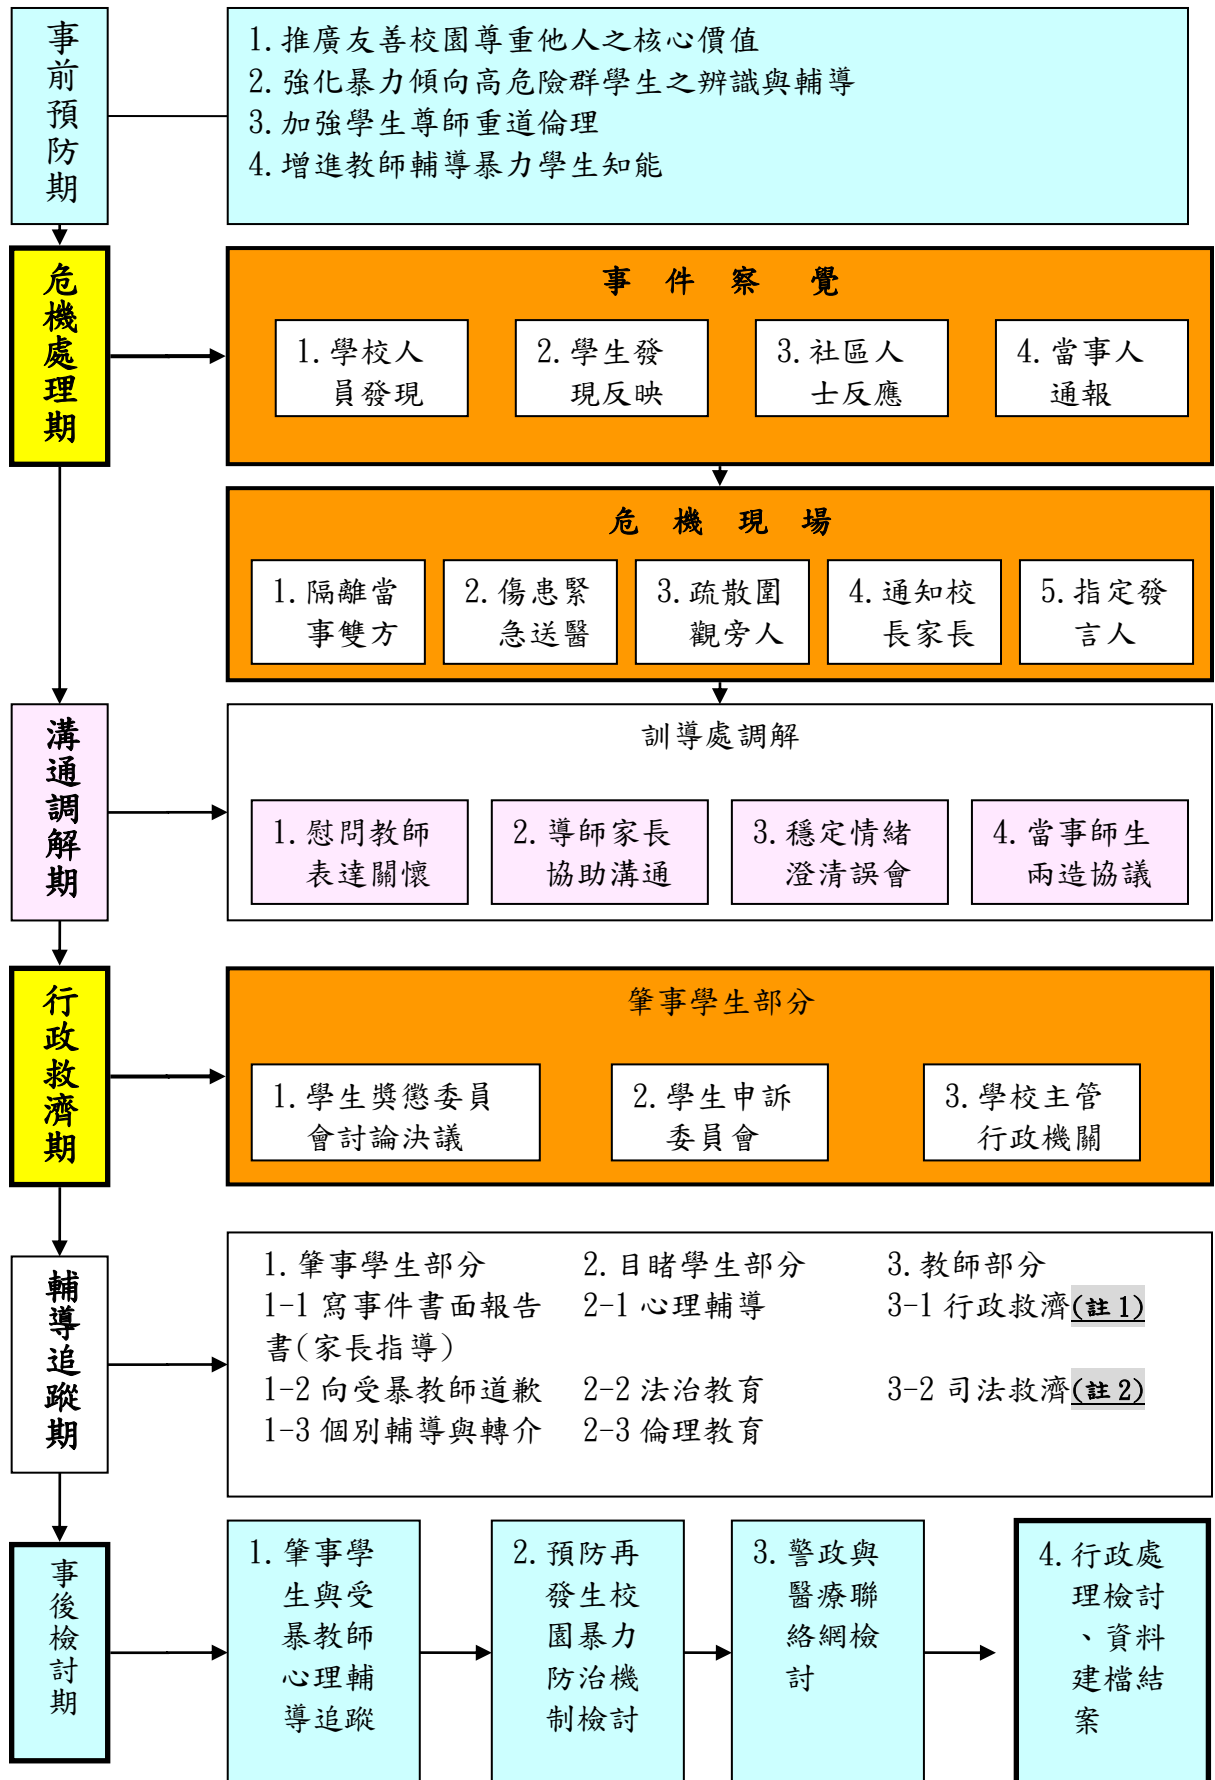 事前預防期
1.推廣友善校園尊重他人之核心價值
2.強化暴力傾向高危險群學生之辨識與輔導
3.加強學生尊師重道倫理
4.增進教師輔導暴力學生知能
危機處理期
事 件 察 覺
1.學校人
員發現
2.學生發
現反映
3.社區人
士反應
4.當事人
通報
危 機 現 場
1.隔離當
事雙方
2.傷患緊
急送醫
3.疏散圍
觀旁人
4.通知校
長家長
5.指定發
言人
溝通調解期
訓導處調解
1.慰問教師
表達關懷
2.導師家長
協助溝通
3.穩定情緒
澄清誤會
4.當事師生
兩造協議
行政救濟期
肇事學生部分
1.學生獎懲委員
會討論決議
2.學生申訴
委員會
3.學校主管
行政機關
輔導追蹤期
1.肇事學生部分 2.目睹學生部分 3.教師部分
1-1 寫事件書面報告 2-1 心理輔導 3-1 行政救濟(註1)
書(家長指導)
1-2 向受暴教師道歉 2-2 法治教育 3-2 司法救濟(註2)
1-3 個別輔導與轉介 2-3 倫理教育
事後檢討期
1.肇事學
生與受
暴教師
心理輔
導追蹤
2.預防再
發生校
園暴力
防治機
制檢討
3.警政與
醫療聯
絡網檢
討
4.行政處
理檢討
、資料
建檔結
案